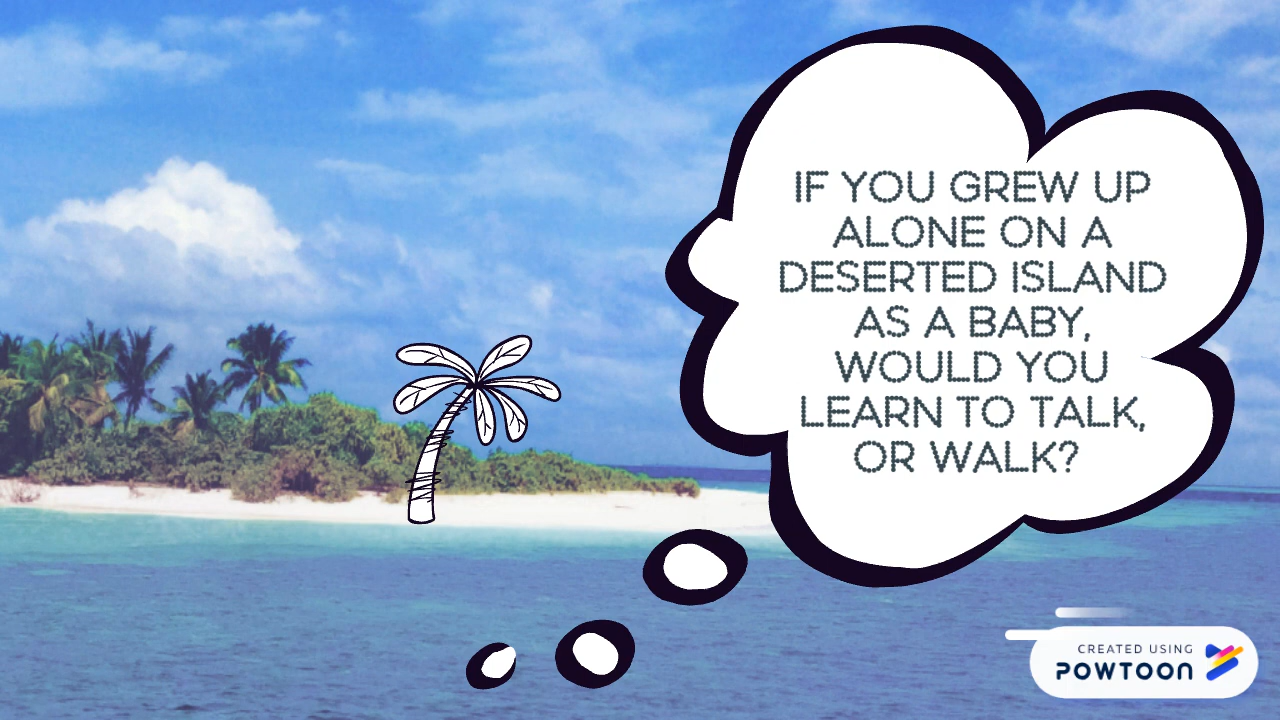 IF YOU GREW UP
ALONE ON A
DESERTED ISLAND
AS A BABY,
WOULD YOU
LEARN TO TALK,
OR WALK?
CREATED USING
POWTOON